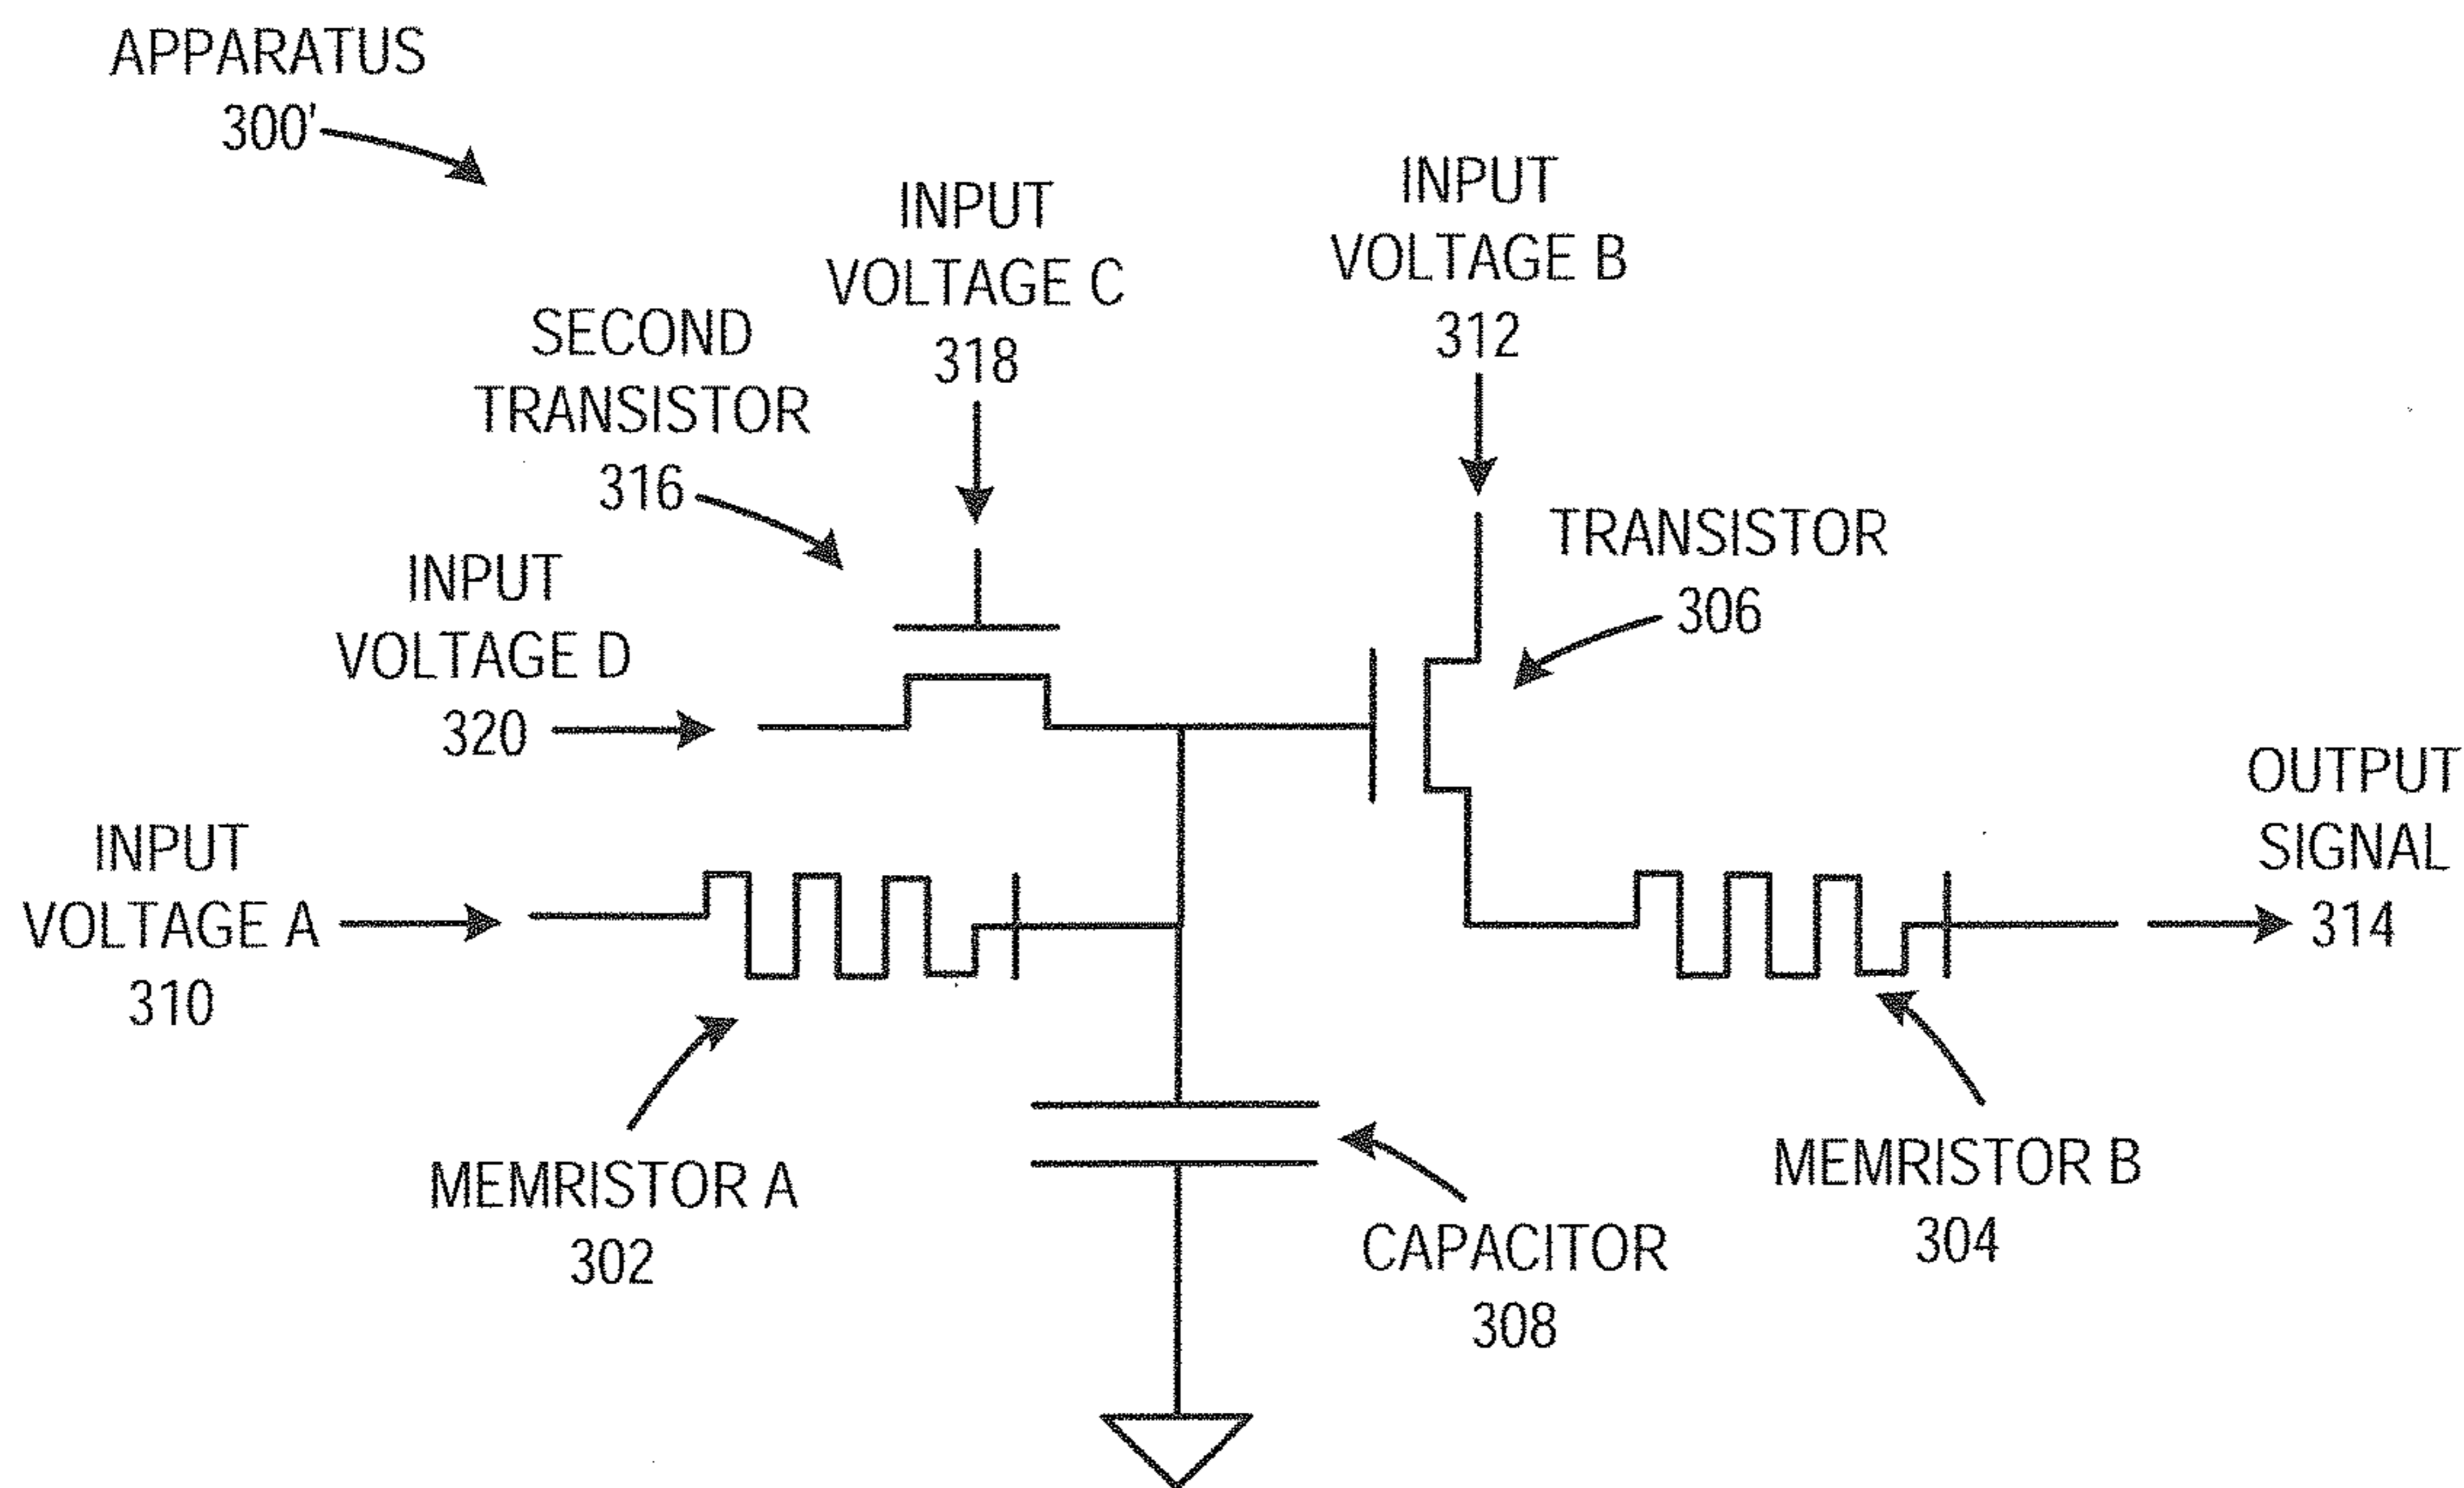 APPARATUS
300'
INPUT
VOLTAGE C
318
INPUT
VOLTAGE B
312
SECOND
TRANSISTOR
316
TRANSISTOR
306
INPUT
VOLTAGE D
320
INPUT
VOLTAGE A
310
OUTPUT
SIGNAL
314
MEMRISTOR A
302
CAPACITOR
308
MEMRISTOR B
304